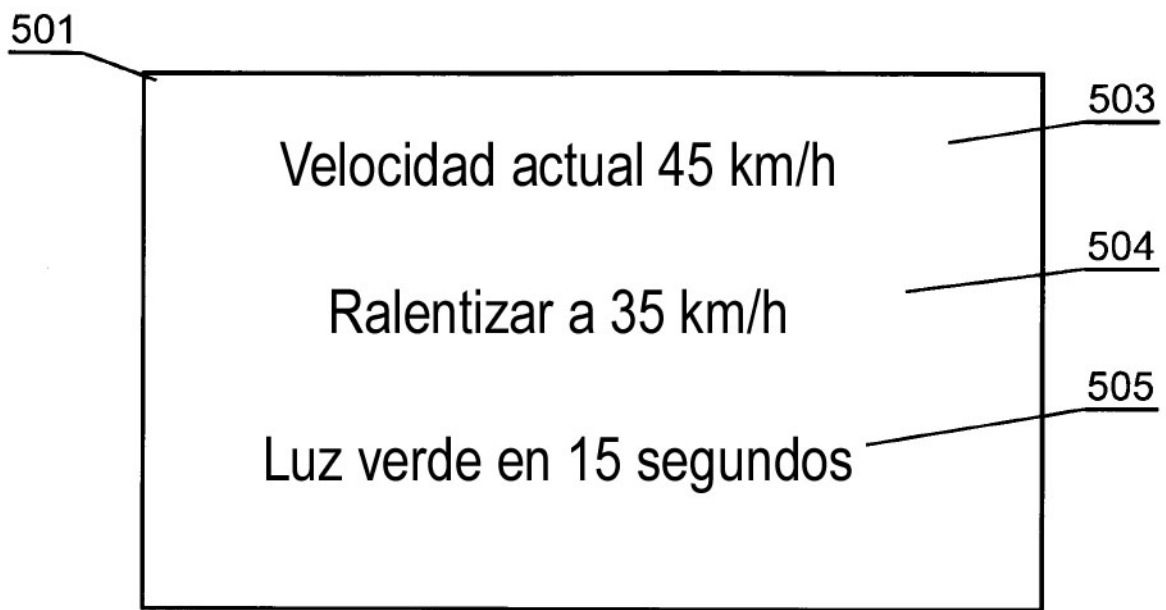 501
503
Velocidad actual 45 km/h
504
Ralentizar a 35 km/h
505
Luz verde en 15 segundos